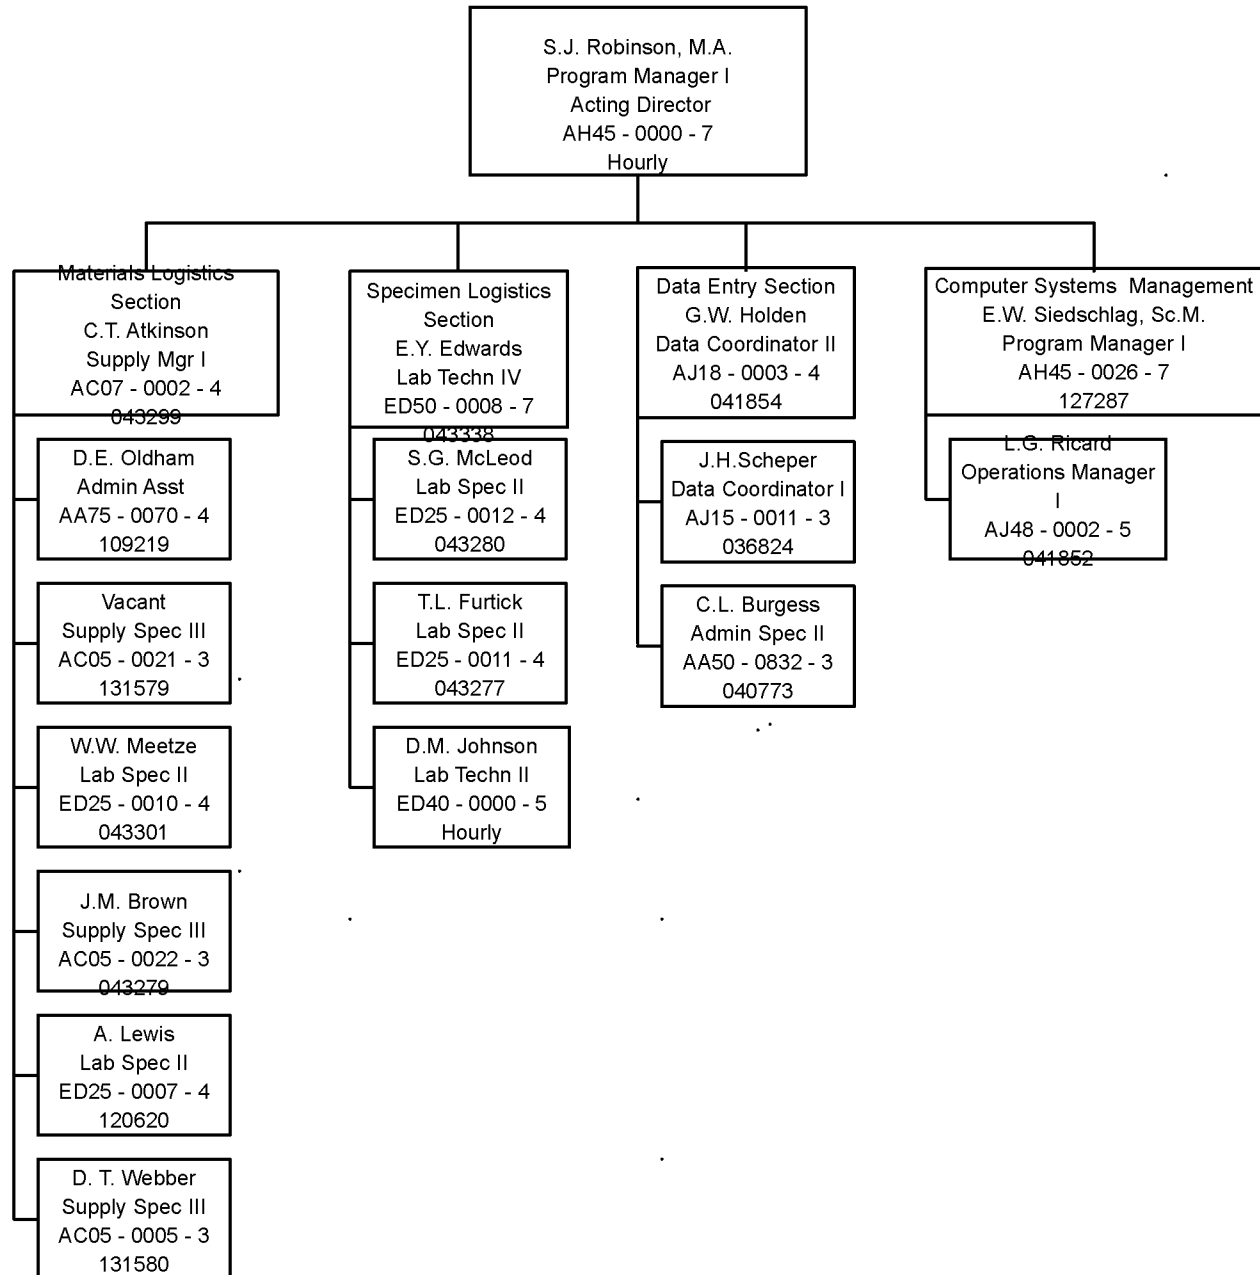 S.J. Robinson, M.A.
Program Manager I
Acting Director
AH45 - 0000 - 7
Hourly
Materials Logistics
Section
C.T. Atkinson
Supply Mgr I
AC07 - 0002 - 4
043299
D.E. Oldham
Admin Asst
AA75 - 0070 - 4
109219
Vacant
Supply Spec III
AC05 - 0021 - 3
131579
W.W. Meetze
Lab Spec II
ED25 - 0010 - 4
043301
J.M. Brown
Supply Spec III
AC05 - 0022 - 3
043279
A. Lewis
Lab Spec II
ED25 - 0007 - 4
120620
D. T. Webber
Supply Spec III
AC05 - 0005 - 3
131580
Specimen Logistics
Section
E.Y. Edwards
Lab Techn IV
ED50 - 0008 - 7
043338
S.G. McLeod
Lab Spec II
ED25 - 0012 - 4
043280
T.L. Furtick
Lab Spec II
ED25 - 0011 - 4
043277
D.M. Johnson
Lab Techn II
ED40 - 0000 - 5
Hourly
Data Entry Section
G.W. Holden
Data Coordinator II
AJ18 - 0003 - 4
041854
J.H.Scheper
Data Coordinator I
AJ15 - 0011 - 3
036824
C.L. Burgess
Admin Spec II
AA50 - 0832 - 3
040773
Computer Systems  Management
E.W. Siedschlag, Sc.M.
Program Manager I
AH45 - 0026 - 7
127287
L.G. Ricard
Operations Manager
I
AJ48 - 0002 - 5
041852